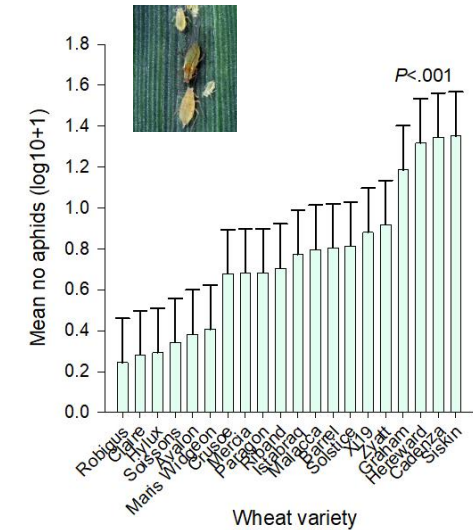 1.8
1.6
1.4
1.2
1.0
0.8
0.6
0.4
0.2
0.0
Mean no aphids (log10+1)
P<.001
Robigus
Claire
Hylux
Soissons
Avalon
Maris Widgeon
Crusoe
Mercia
Paragon
Riband
Istabraq
Malacca
Barrel
Solstice
X19
Zyatt
Graham
Hereward
Cadenza
Siskin
Wheat variety